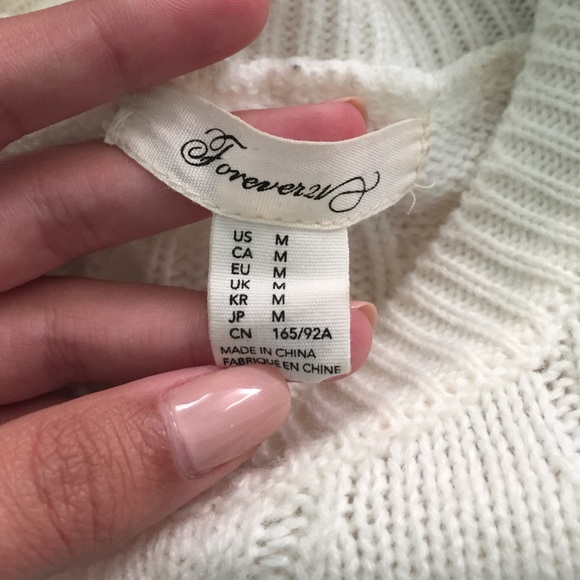 Forever21
US M
CA M
EU M
UK M
KR M
JP M
CN 165/92A
MADE IN CHINA
FABRIQUE EN CHINE